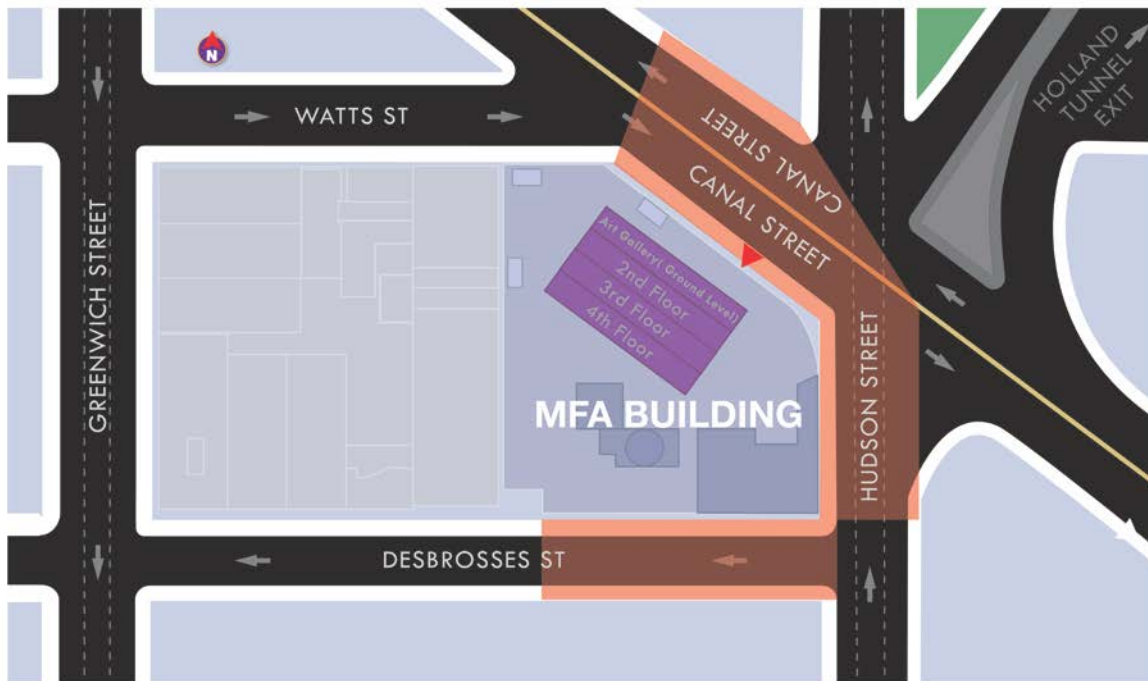 N
WATTS ST
CANAL STREET
CANAL STREET
HOLLAND
TUNNEL
EXIT
GREENWICH STREET
Art Gallery( Ground Level)
2nd Floor
3rd Floor
4th Floor
MFA BUILDING
HUDSON STREET
DESBROSSES ST